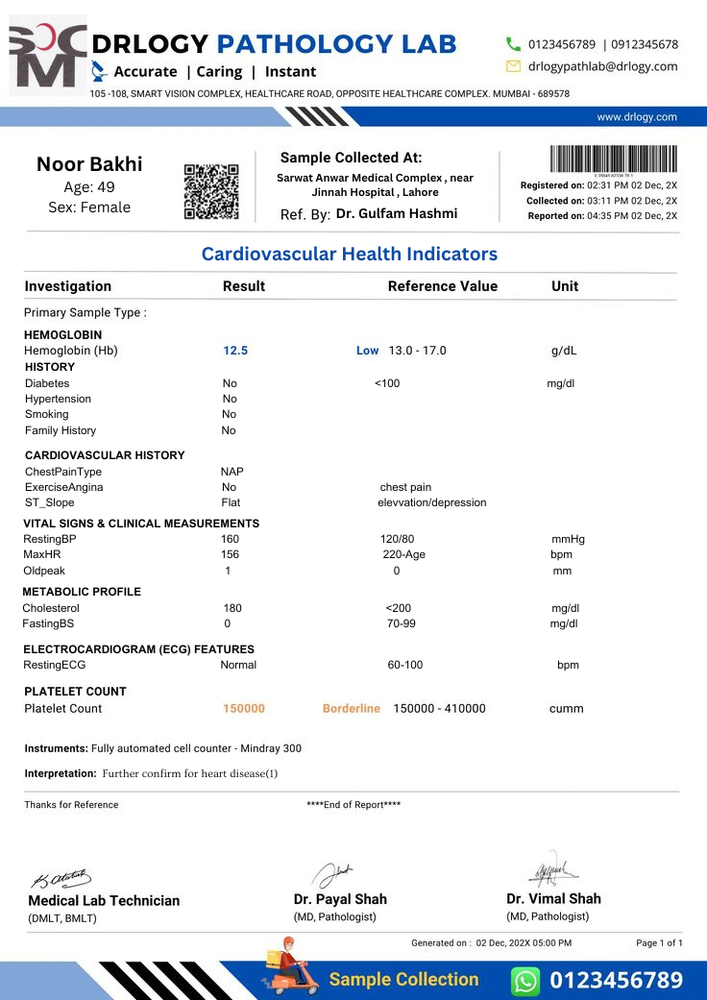 SCMC
DRLOGY PATHOLOGY LAB
Accurate | Caring | Instant
0123456789 | 0912345678
drlogypathlab@drlogy.com
105 -108, SMART VISION COMPLEX, HEALTHCARE ROAD, OPPOSITE HEALTHCARE COMPLEX. MUMBAI - 689578
www.drlogy.com
Noor Bakhi
Age: 49
Sex: Female
Sample Collected At:
Sarwat Anwar Medical Complex , near
Jinnah Hospital , Lahore
Ref. By: Dr. Gulfam Hashmi
Registered on: 02:31 PM 02 Dec, 2X
Collected on: 03:11 PM 02 Dec, 2X
Reported on: 04:35 PM 02 Dec, 2X
Cardiovascular Health Indicators
Investigation Result Reference Value Unit
Primary Sample Type :
HEMOGLOBIN
Hemoglobin (Hb) 12.5 Low 13.0 - 17.0 g/dL
HISTORY
Diabetes No <100 mg/dl
Hypertension No
Smoking No
Family History No
CARDIOVASCULAR HISTORY
ChestPainType NAP
ExerciseAngina No chest pain
ST_Slope Flat elevvation/depression
VITAL SIGNS & CLINICAL MEASUREMENTS
RestingBP 160 120/80 mmHg
MaxHR 156 220-Age bpm
Oldpeak 1 0 mm
METABOLIC PROFILE
Cholesterol 180 <200 mg/dl
FastingBS 0 70-99 mg/dl
ELECTROCARDIOGRAM (ECG) FEATURES
RestingECG Normal 60-100 bpm
PLATELET COUNT
Platelet Count 150000 Borderline 150000 - 410000 cumm
Instruments: Fully automated cell counter - Mindray 300
Interpretation: Further confirm for heart disease(1)
Thanks for Reference ****End of Report****
Medical Lab Technician
(DMLT, BMLT)
Dr. Payal Shah
(MD, Pathologist)
Dr. Vimal Shah
(MD, Pathologist)
Generated on : 02 Dec, 202X 05:00 PM Page 1 of 1
Sample Collection 0123456789